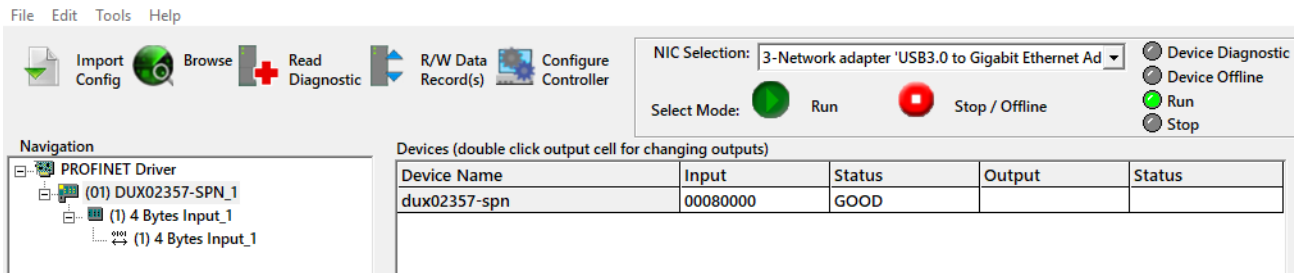 File Edit Tools Help
Import Config
Browse
Read Diagnostic
R/W Data Record(s)
Configure Controller
NIC Selection: 3-Network adapter 'USB3.0 to Gigabit Ethernet Ad
Select Mode: Run Stop / Offline
Device Diagnostic
Device Offline
Run
Stop
Navigation
PROFINET Driver
(01) DUX02357-SPN_1
(1) 4 Bytes Input_1
(1) 4 Bytes Input_1
Devices (double click output cell for changing outputs)
Device Name Input Status Output Status
dux02357-spn 00080000 GOOD